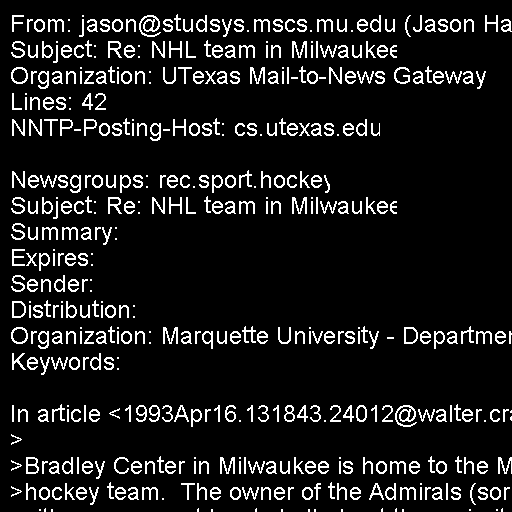 From: jason@studsys.mscs.mu.edu (Jason Ha
Subject: Re: NHL team in Milwaukee
Organization: UTexas Mail-to-News Gateway
Lines: 42
NNTP-Posting-Host: cs.utexas.edu

Newsgroups: rec.sport.hockey
Subject: Re: NHL team in Milwaukee
Summary:
Expires:
Sender:
Distribution:
Organization: Marquette University - Departmen
Keywords:

In article <1993Apr16.131843.24012@walter.cra
>
>Bradley Center in Milwaukee is home to the M
>hockey team.  The owner of the Admirals (sor